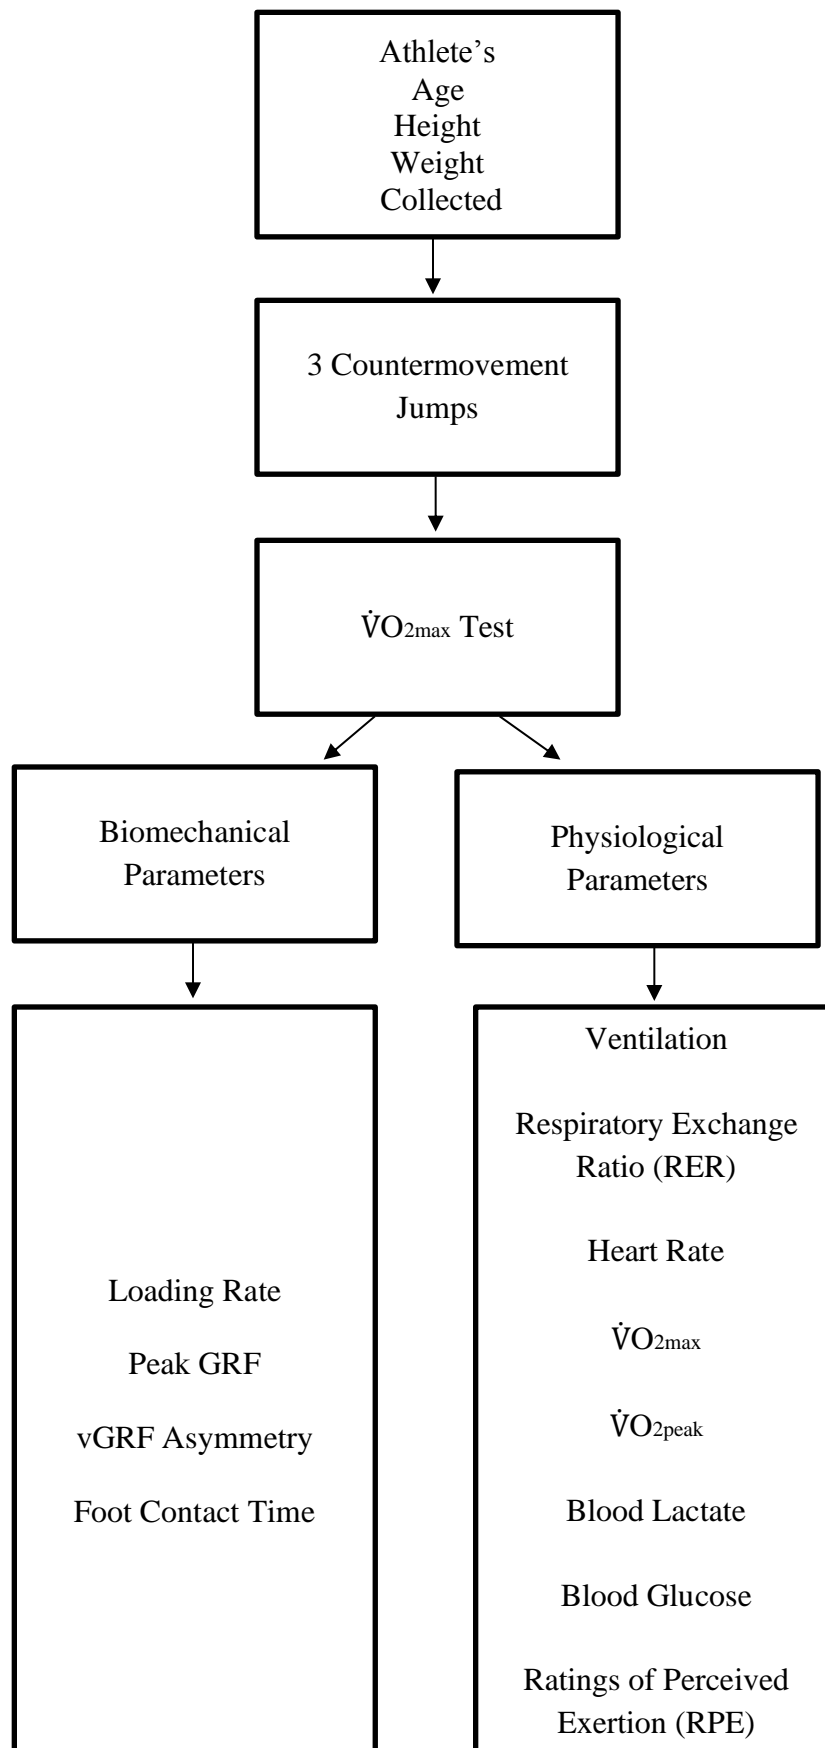 Athlete’s
Age
Height
Weight
Collected
3 Countermovement
Jumps
V̇O2max Test
Biomechanical
Parameters
Physiological
Parameters
Loading Rate
Peak GRF
vGRF Asymmetry
Foot Contact Time
Ventilation
Respiratory Exchange
Ratio (RER)
Heart Rate
V̇O2max
V̇O2peak
Blood Lactate
Blood Glucose
Ratings of Perceived
Exertion (RPE)